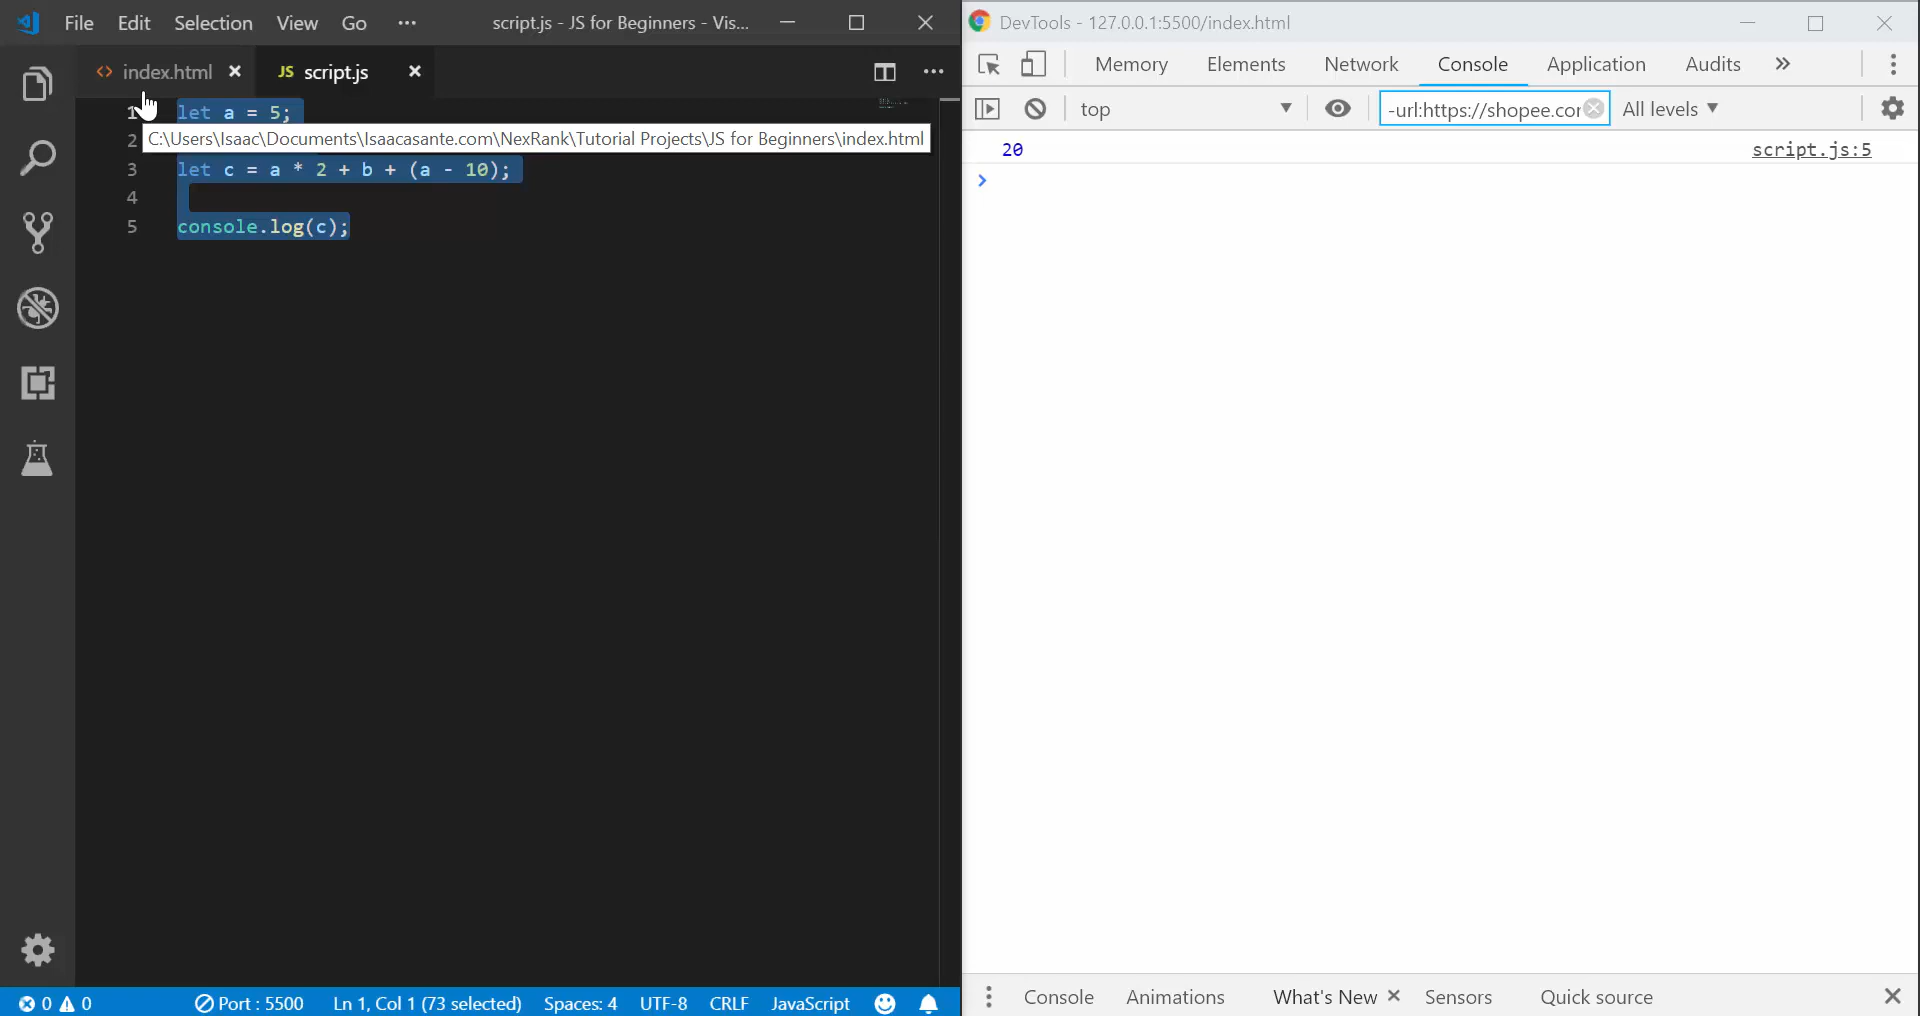 File Edit Selection View Go ··· script.js - JS for Beginners - Vis...
index.html JS script.js
1 let a = 5;
2
C:\Users\Isaac\Documents\Isaacasante.com\NexRank\Tutorial Projects\JS for Beginners\index.html
3 let c = a * 2 + b + (a - 10);
4
5 console.log(c);
0 0 Port : 5500 Ln 1, Col 1 (73 selected) Spaces: 4 UTF-8 CRLF JavaScript
DevTools - 127.0.0.1:5500/index.html
Memory Elements Network Console Application Audits »
top -url:https://shopee.cor All levels
20 script.js:5
Console Animations What's New Sensors Quick source